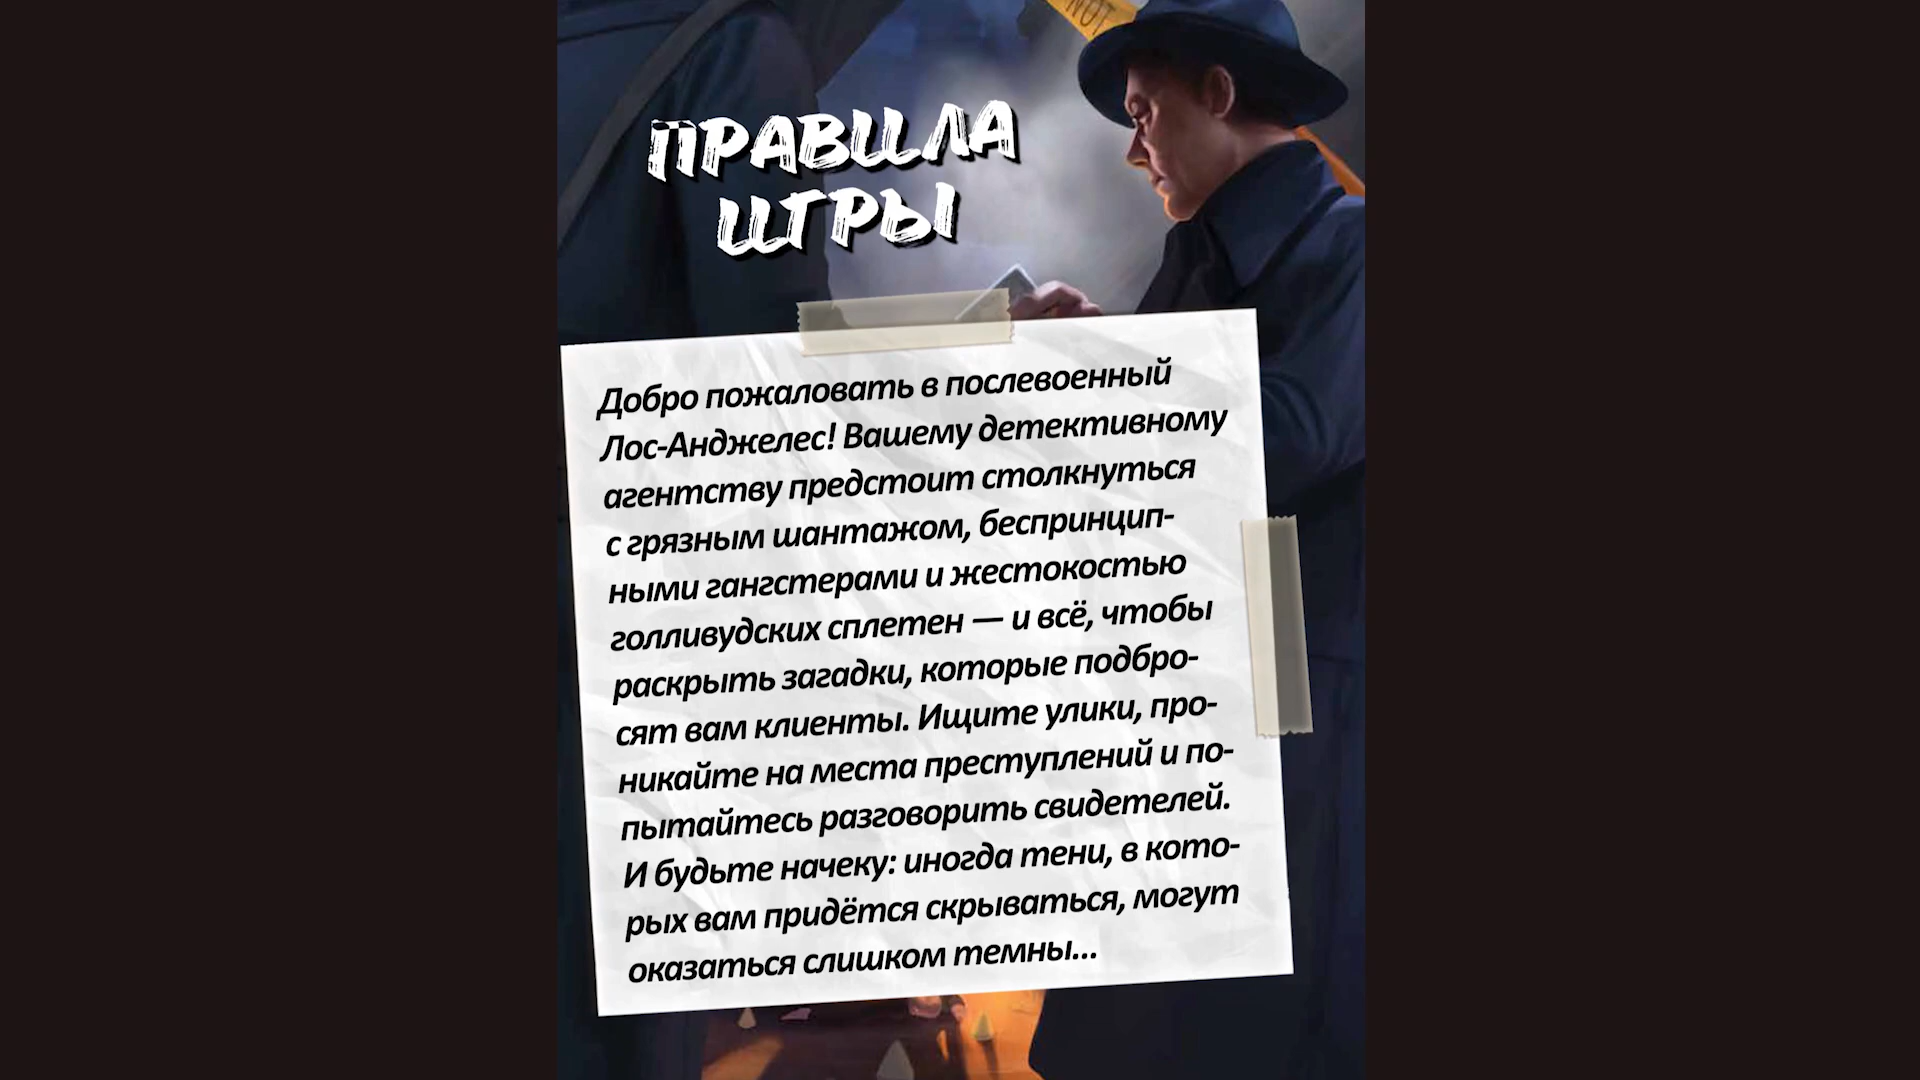 NOT
ПРАВИЛА
ИГРЫ
Добро пожаловать в послевоенный
Лос-Анджелес! Вашему детективному
агентству предстоит столкнуться
с грязным шантажом, беспринцип-
ными гангстерами и жестокостью
голливудских сплетен — и всё, чтобы
раскрыть загадки, которые подбро-
сят вам клиенты. Ищите улики, про-
никайте на места преступлений и по-
пытайтесь разговорить свидетелей.
И будьте начеку: иногда тени, в кото-
рых вам придётся скрываться, могут
оказаться слишком темны...